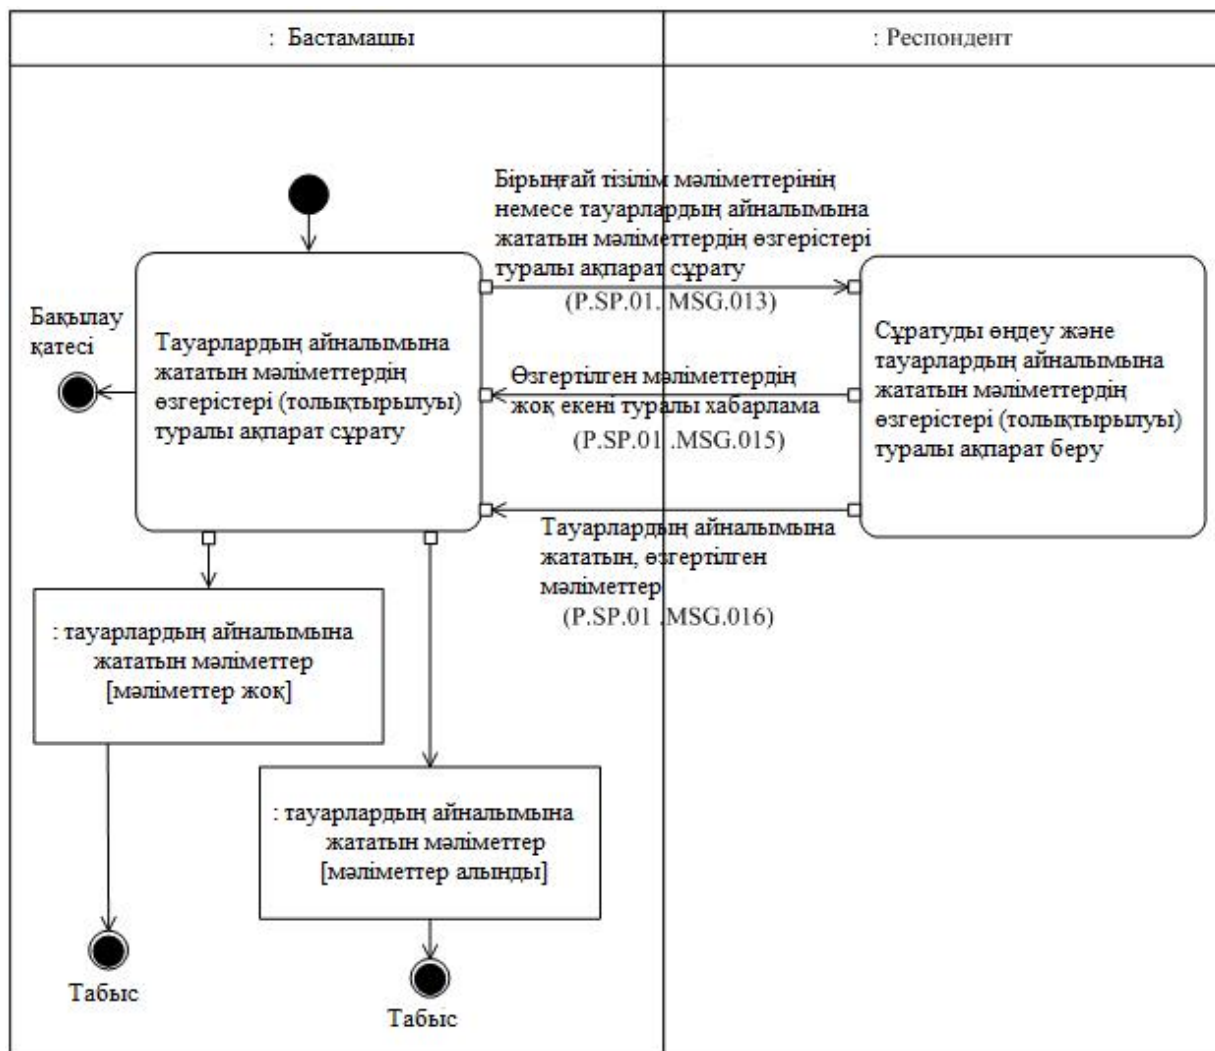 : Бастамашы
: Респондент
Бірыңғай тізілім мәліметтерінің
немесе тауарлардың айналымына
жататын мәліметтердің өзгерістері
туралы ақпарат сұрату
(P.SP.01. MSG.013)
Бақылау
қатесі
Тауарлардың айналымына
жататын мәліметтердің
өзгерістері (толықтырылуы)
туралы ақпарат сұрату
Өзгертілген мәліметтердің
жоқ екені туралы хабарлама
(P.SP.01 .MSG.015)
Сұратуды өңдеу және
тауарлардың айналымына
жататын мәліметтердің
өзгерістері (толықтырылуы)
туралы ақпарат беру
Тауарлардың айналымына
жататын, өзгертілген
мәліметтер
(P.SP.01 .MSG.016)
: тауарлардың айналымына
жататын мәліметтер
[мәліметтер жоқ]
: тауарлардың айналымына
жататын мәліметтер
[мәліметтер алынды]
Табыс
Табыс